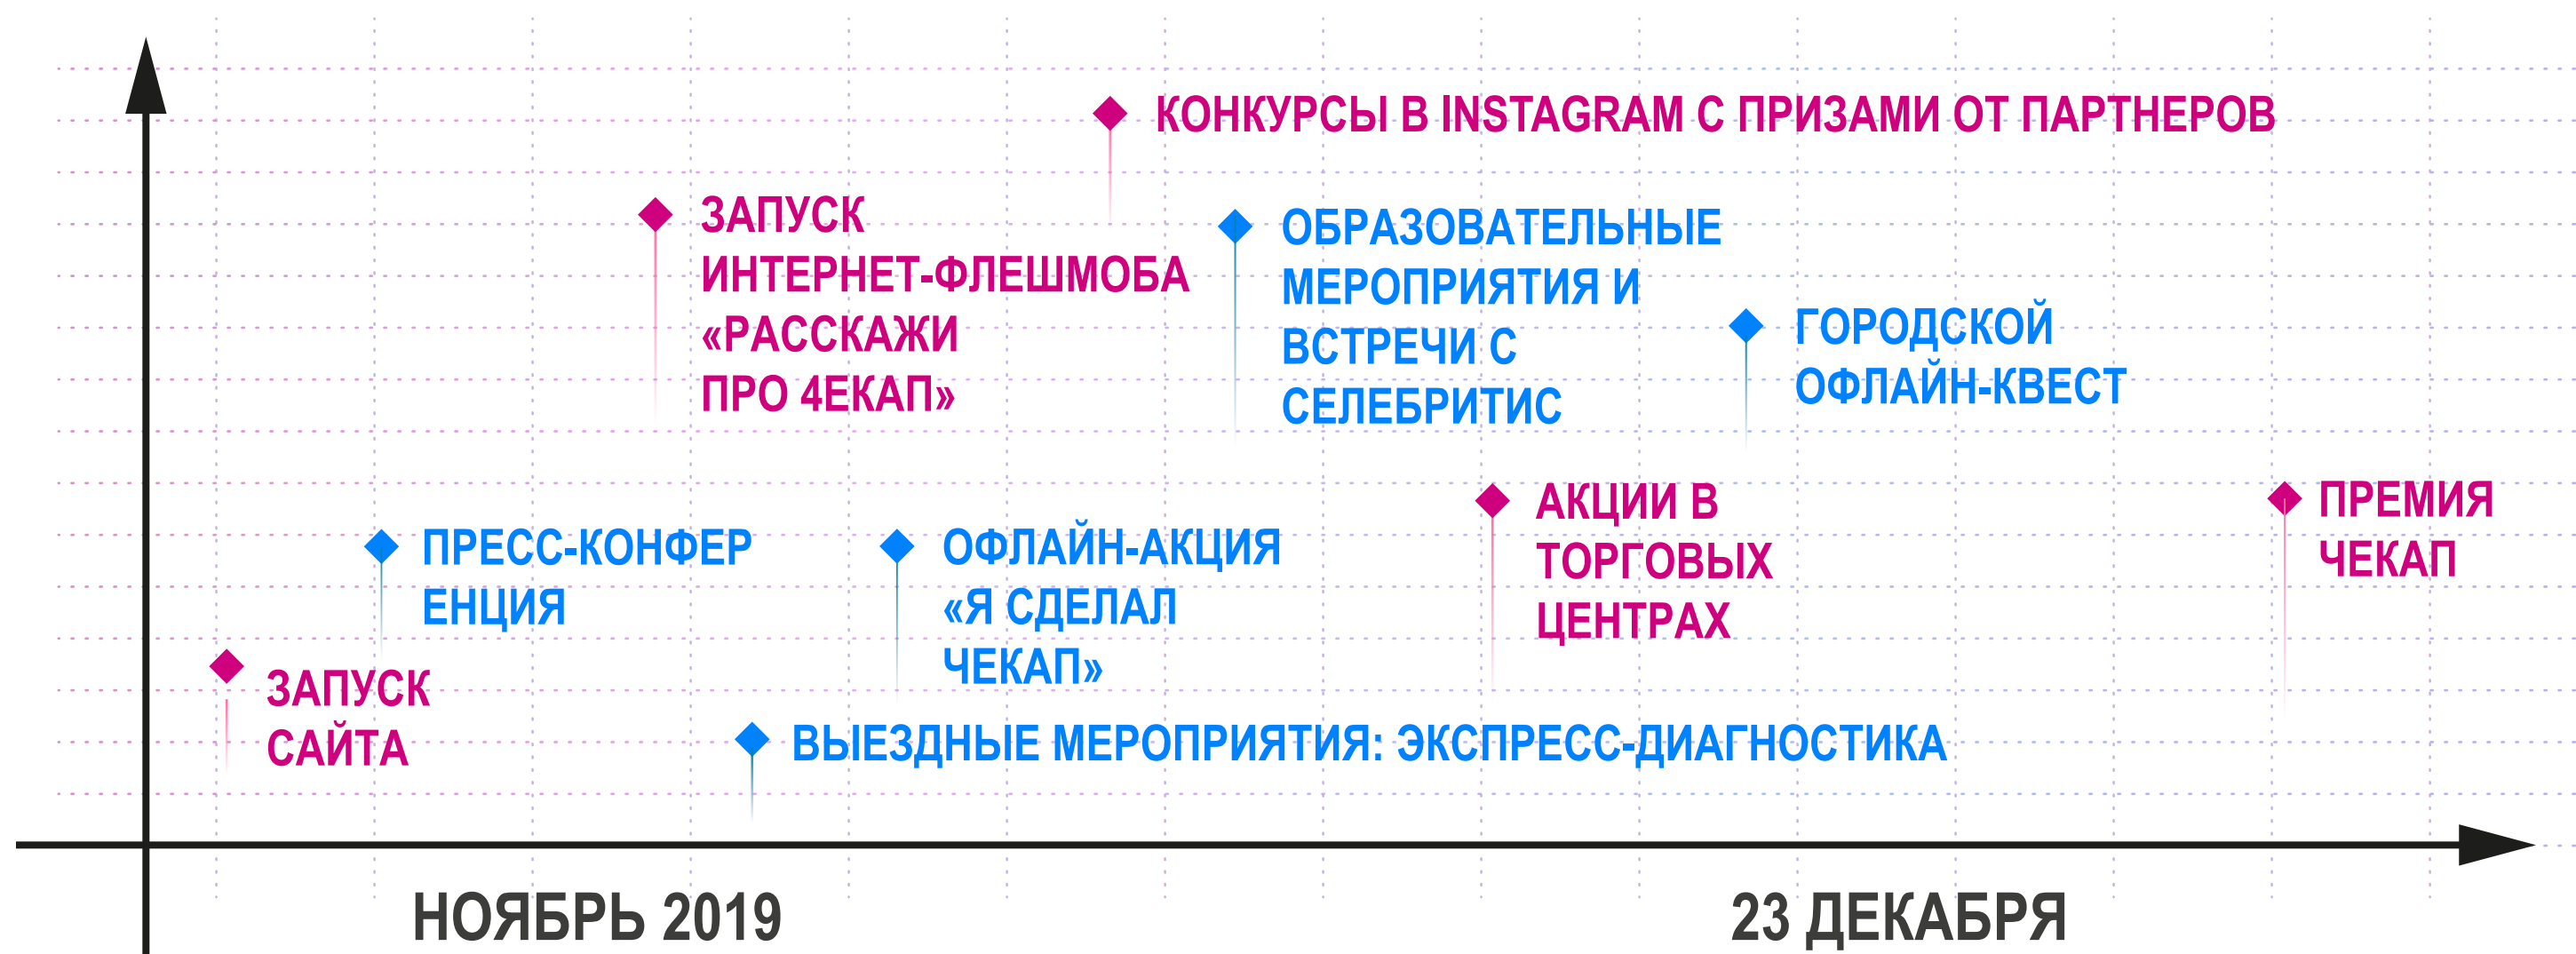 КОНКУРСЫ В INSTAGRAM С ПРИЗАМИ ОТ ПАРТНЕРОВ
ЗАПУСК
ИНТЕРНЕТ-ФЛЕШМОБА
«РАССКАЖИ
ПРО 4ЕКАП»
ОБРАЗОВАТЕЛЬНЫЕ
МЕРОПРИЯТИЯ И
ВСТРЕЧИ С
СЕЛЕБРИТИС
ГОРОДСКОЙ
ОФЛАЙН-КВЕСТ
ПРЕСС-КОНФЕР
ЕНЦИЯ
ОФЛАЙН-АКЦИЯ
«Я СДЕЛАЛ
ЧЕКАП»
АКЦИИ В
ТОРГОВЫХ
ЦЕНТРАХ
ПРЕМИЯ
ЧЕКАП
ЗАПУСК
САЙТА
ВЫЕЗДНЫЕ МЕРОПРИЯТИЯ: ЭКСПРЕСС-ДИАГНОСТИКА
НОЯБРЬ 2019
23 ДЕКАБРЯ